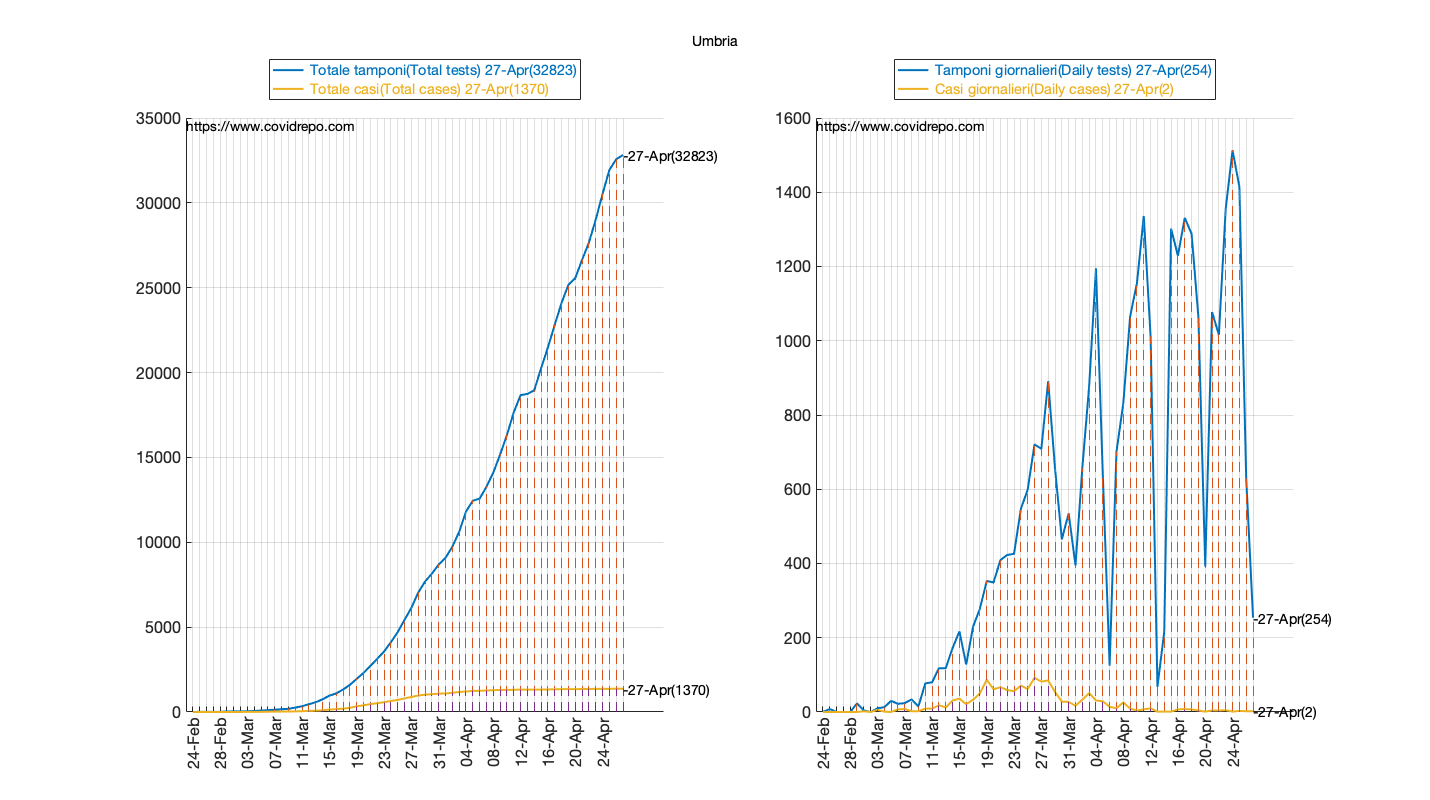 Umbria
Totale tamponi(Total tests) 27-Apr(32823)
Totale casi(Total cases) 27-Apr(1370)
https://www.covidrepo.com
35000
30000
25000
20000
15000
10000
5000
0
-27-Apr(32823)
-27-Apr(1370)
24-Feb
28-Feb
03-Mar
07-Mar
11-Mar
15-Mar
19-Mar
23-Mar
27-Mar
31-Mar
04-Apr
08-Apr
12-Apr
16-Apr
20-Apr
24-Apr
Tamponi giornalieri(Daily tests) 27-Apr(254)
Casi giornalieri(Daily cases) 27-Apr(2)
https://www.covidrepo.com
1600
1400
1200
1000
800
600
400
200
0
-27-Apr(254)
-27-Apr(2)
24-Feb
28-Feb
03-Mar
07-Mar
11-Mar
15-Mar
19-Mar
23-Mar
27-Mar
31-Mar
04-Apr
08-Apr
12-Apr
16-Apr
20-Apr
24-Apr